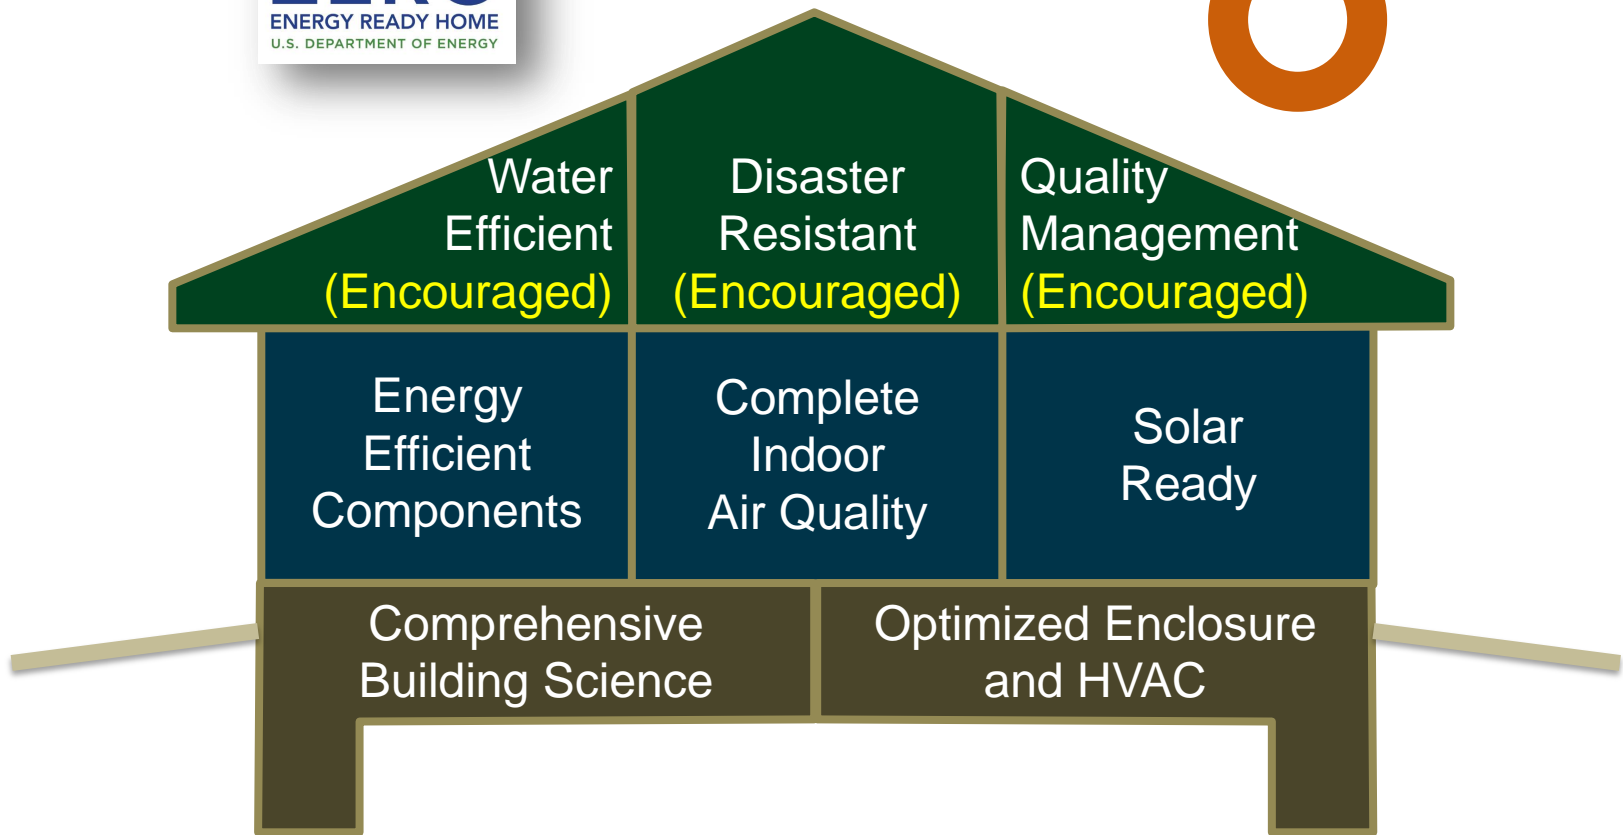 ENERGY READY HOME
U.S. DEPARTMENT OF ENERGY
Water
Efficient
(Encouraged)
Disaster
Resistant
(Encouraged)
Quality
Management
(Encouraged)
Energy
Efficient
Components
Complete
Indoor
Air Quality
Solar
Ready
Comprehensive
Building Science
Optimized Enclosure
and HVAC